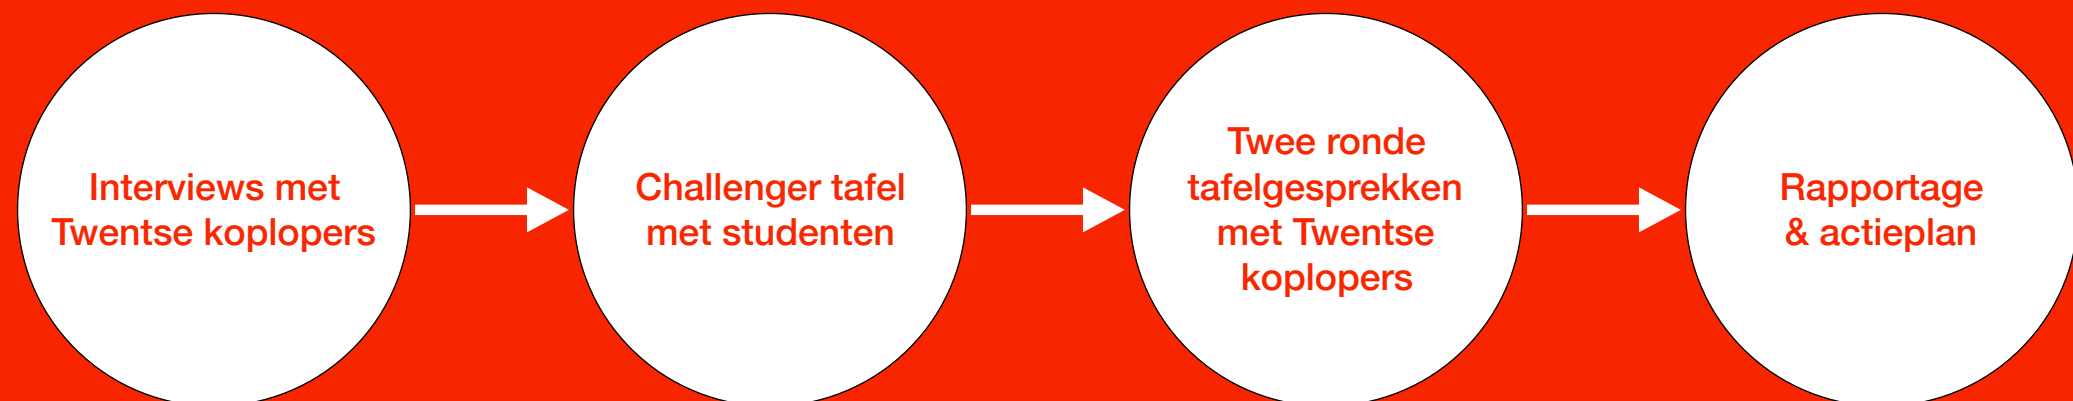 Interviews met
Twentse koplopers
Challenger tafel
met studenten
Twee ronde
tafelgesprekken
met Twentse
koplopers
Rapportage
& actieplan